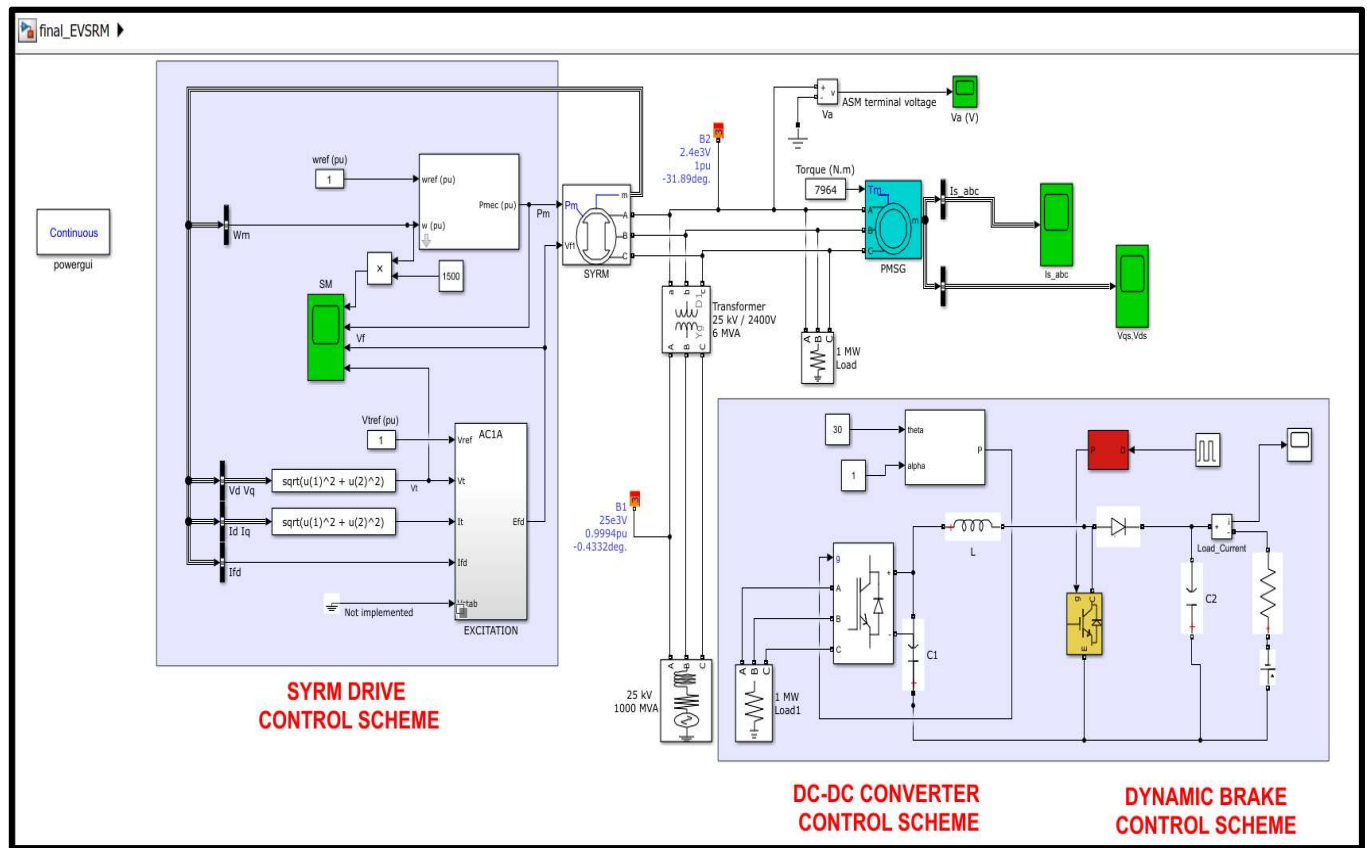 final_EVSRM
Continuous
powergui
wref (pu)
1
wref (pu)
w (pu)
Pmec (pu)
Pm
Wm
x
1500
SM
Vf
Vtref (pu)
1
AC1A
Vref
Vt
It
Ifd
Efd
EXCITATION
Vd Vq
sqrt(u(1)^2 + u(2)^2)
Vt
Id Iq
sqrt(u(1)^2 + u(2)^2)
Ifd
Not implemented
SYRM DRIVE
CONTROL SCHEME
Pm
Vf1
m
A
B
C
SYRM
B2
2.4e3V
1pu
-31.89deg.
+
-
v
Va
ASM terminal voltage
Va (V)
Torque (N.m)
7964
Tm
A
B
C
m
PMSG
Is_abc
Is_abc
Vqs,Vds
a b c
D1
Yg
A B C
Transformer
25 kV / 2400V
6 MVA
A B C
1 MW
Load
B1
25e3V
0.9994pu
-0.4332deg.
A B C
25 kV
1000 MVA
30
1
theta
alpha
P
g
A
B
C
+
-
A B C
1 MW
Load1
C1
L
P
D
g
C
E
+
i
-
Load_Current
C2
DC-DC CONVERTER
CONTROL SCHEME
DYNAMIC BRAKE
CONTROL SCHEME